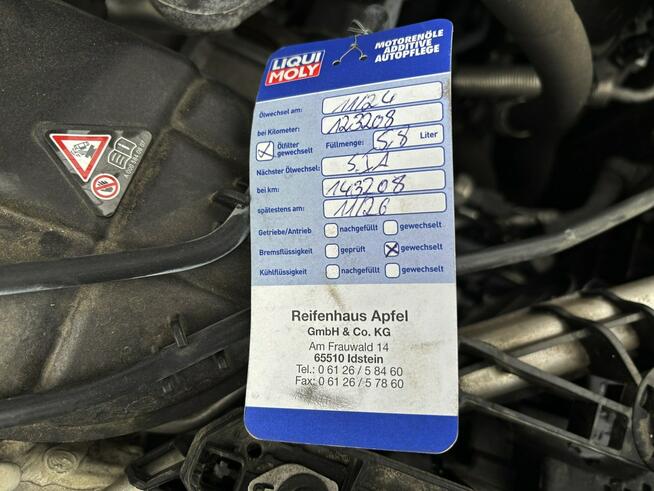 LIQUI
MOLY
MOTORENÖLE
ADDITIVE
AUTOPFLEGE
Ölwechsel am: 11/24
bei Kilometer: 123208
Ölfilter gewechselt Füllmenge: 5,8 Liter
Nächster Ölwechsel: S.I.A
bei km: 143208
spätestens am: 11/26
Getriebe/Antrieb nachgefüllt gewechselt
Bremsflüssigkeit geprüft gewechselt
Kühlflüssigkeit nachgefüllt gewechselt
Reifenhaus Apfel
GmbH & Co. KG
Am Frauwald 14
65510 Idstein
Tel.: 0 61 26 / 5 84 60
Fax: 0 61 26 / 5 78 60